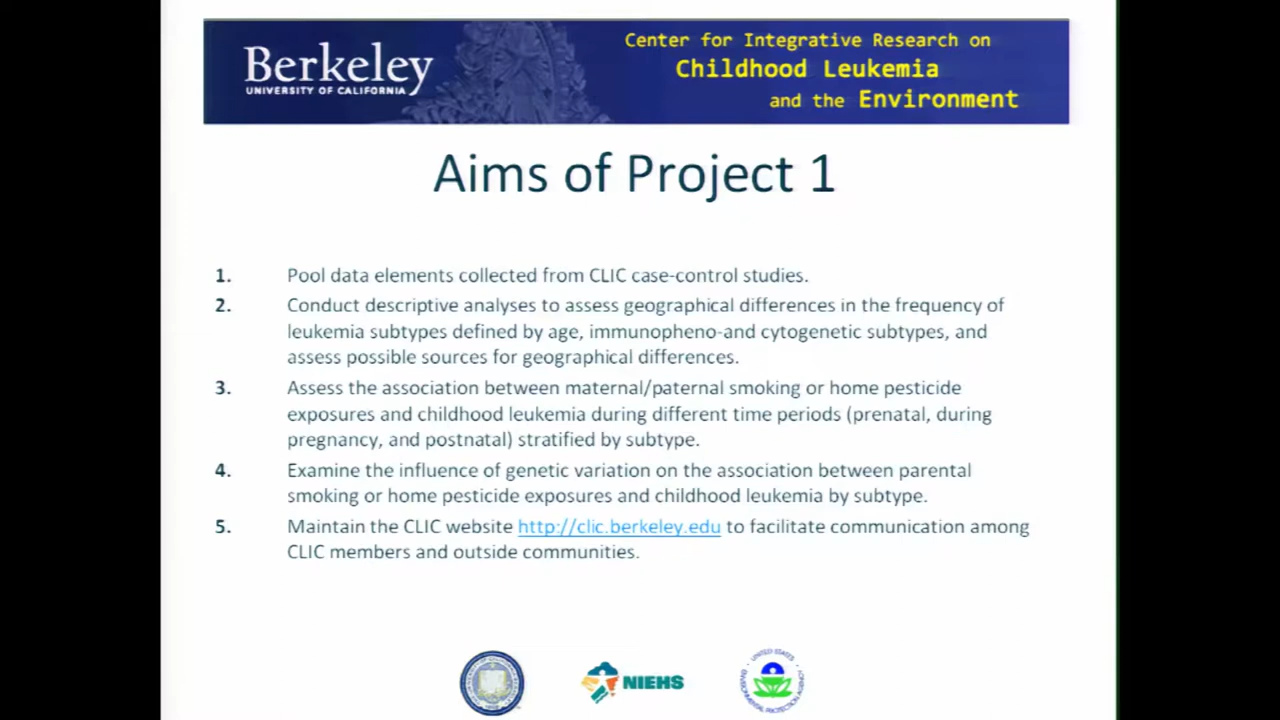 Berkeley
UNIVERSITY OF CALIFORNIA
Center for Integrative Research on
Childhood Leukemia
and the Environment
Aims of Project 1
1. Pool data elements collected from CLIC case-control studies.
2. Conduct descriptive analyses to assess geographical differences in the frequency of
leukemia subtypes defined by age, immunopheno-and cytogenetic subtypes, and
assess possible sources for geographical differences.
3. Assess the association between maternal/paternal smoking or home pesticide
exposures and childhood leukemia during different time periods (prenatal, during
pregnancy, and postnatal) stratified by subtype.
4. Examine the influence of genetic variation on the association between parental
smoking or home pesticide exposures and childhood leukemia by subtype.
5. Maintain the CLIC website http://clic.berkeley.edu to facilitate communication among
CLIC members and outside communities.
NIEHS
UNITED STATES